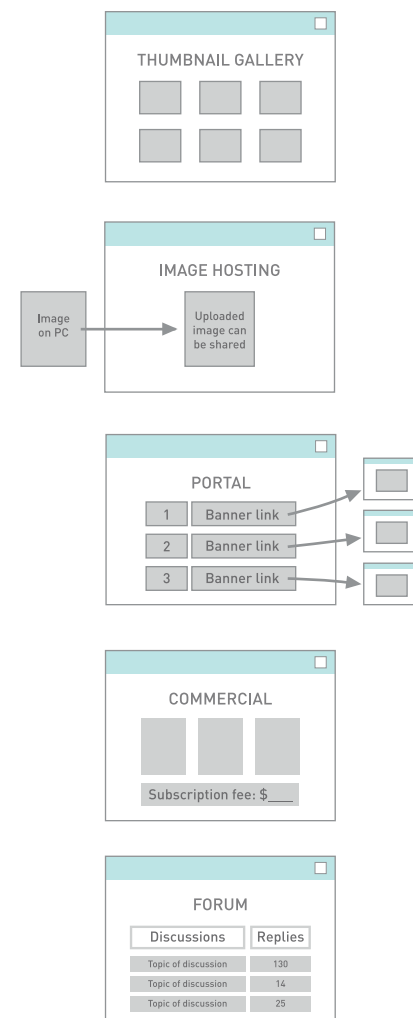 THUMBNAIL GALLERY
IMAGE HOSTING
Image
on PC
Uploaded
image can
be shared
PORTAL
1 Banner link
2 Banner link
3 Banner link
COMMERCIAL
Subscription fee: $___
FORUM
Discussions Replies
Topic of discussion 130
Topic of discussion 14
Topic of discussion 25